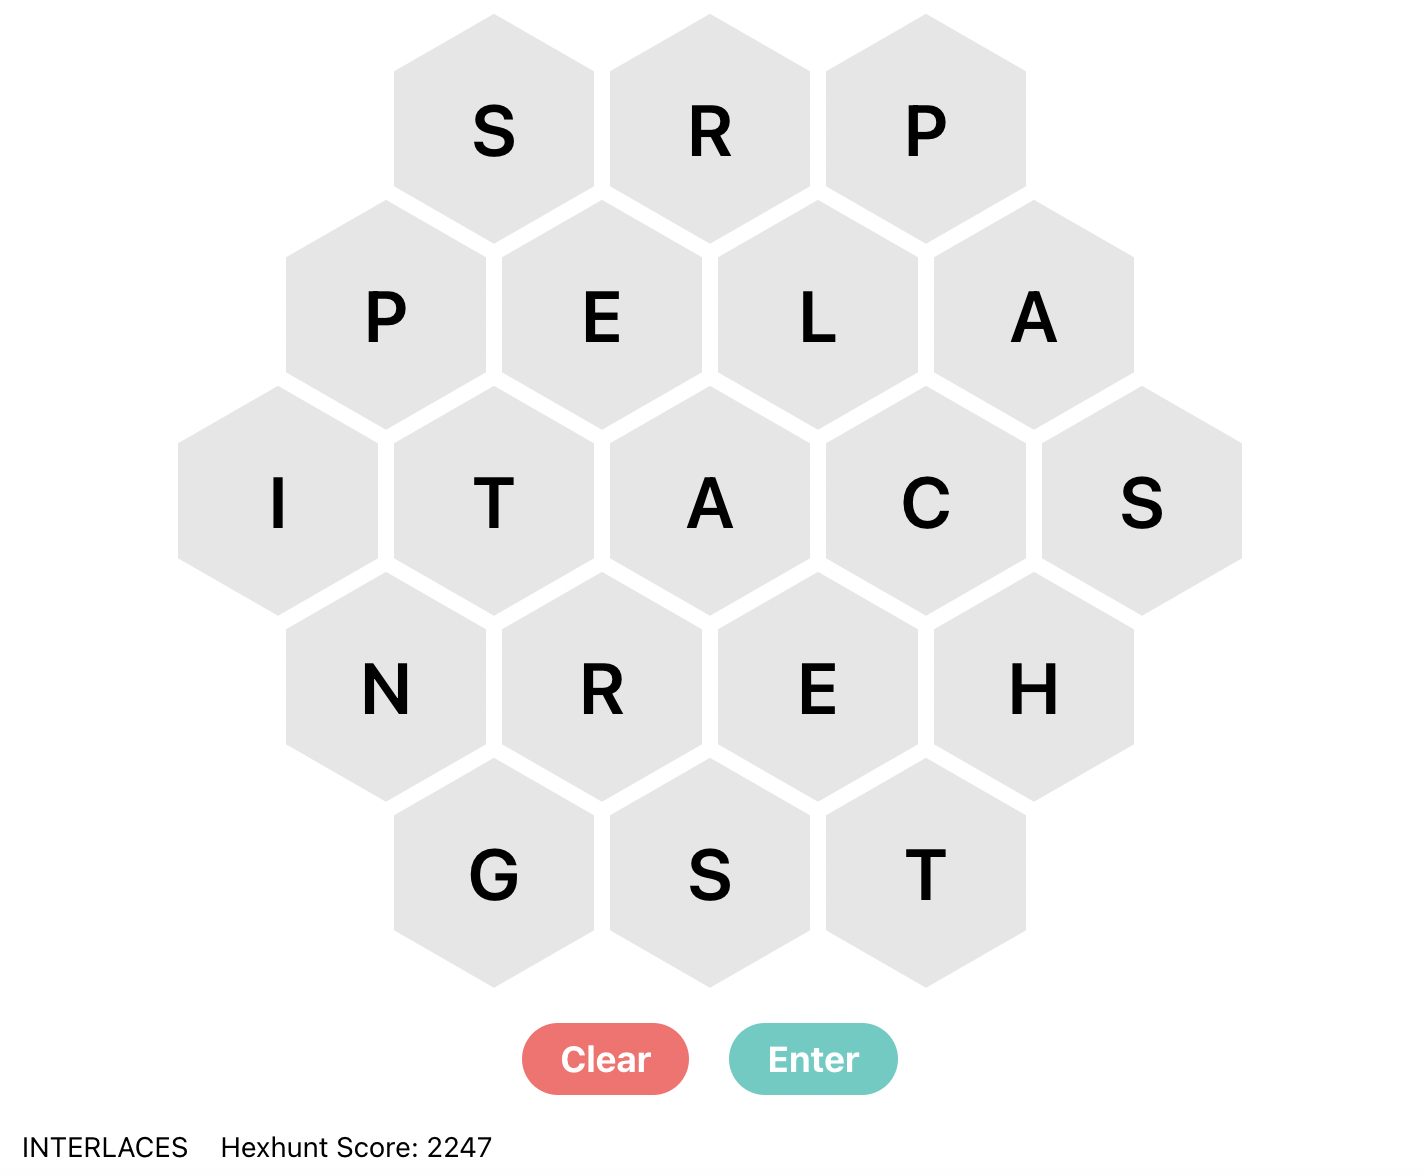 S R P
P E L A
I T A C S
N R E H
G S T
Clear Enter
INTERLACES Hexhunt Score: 2247